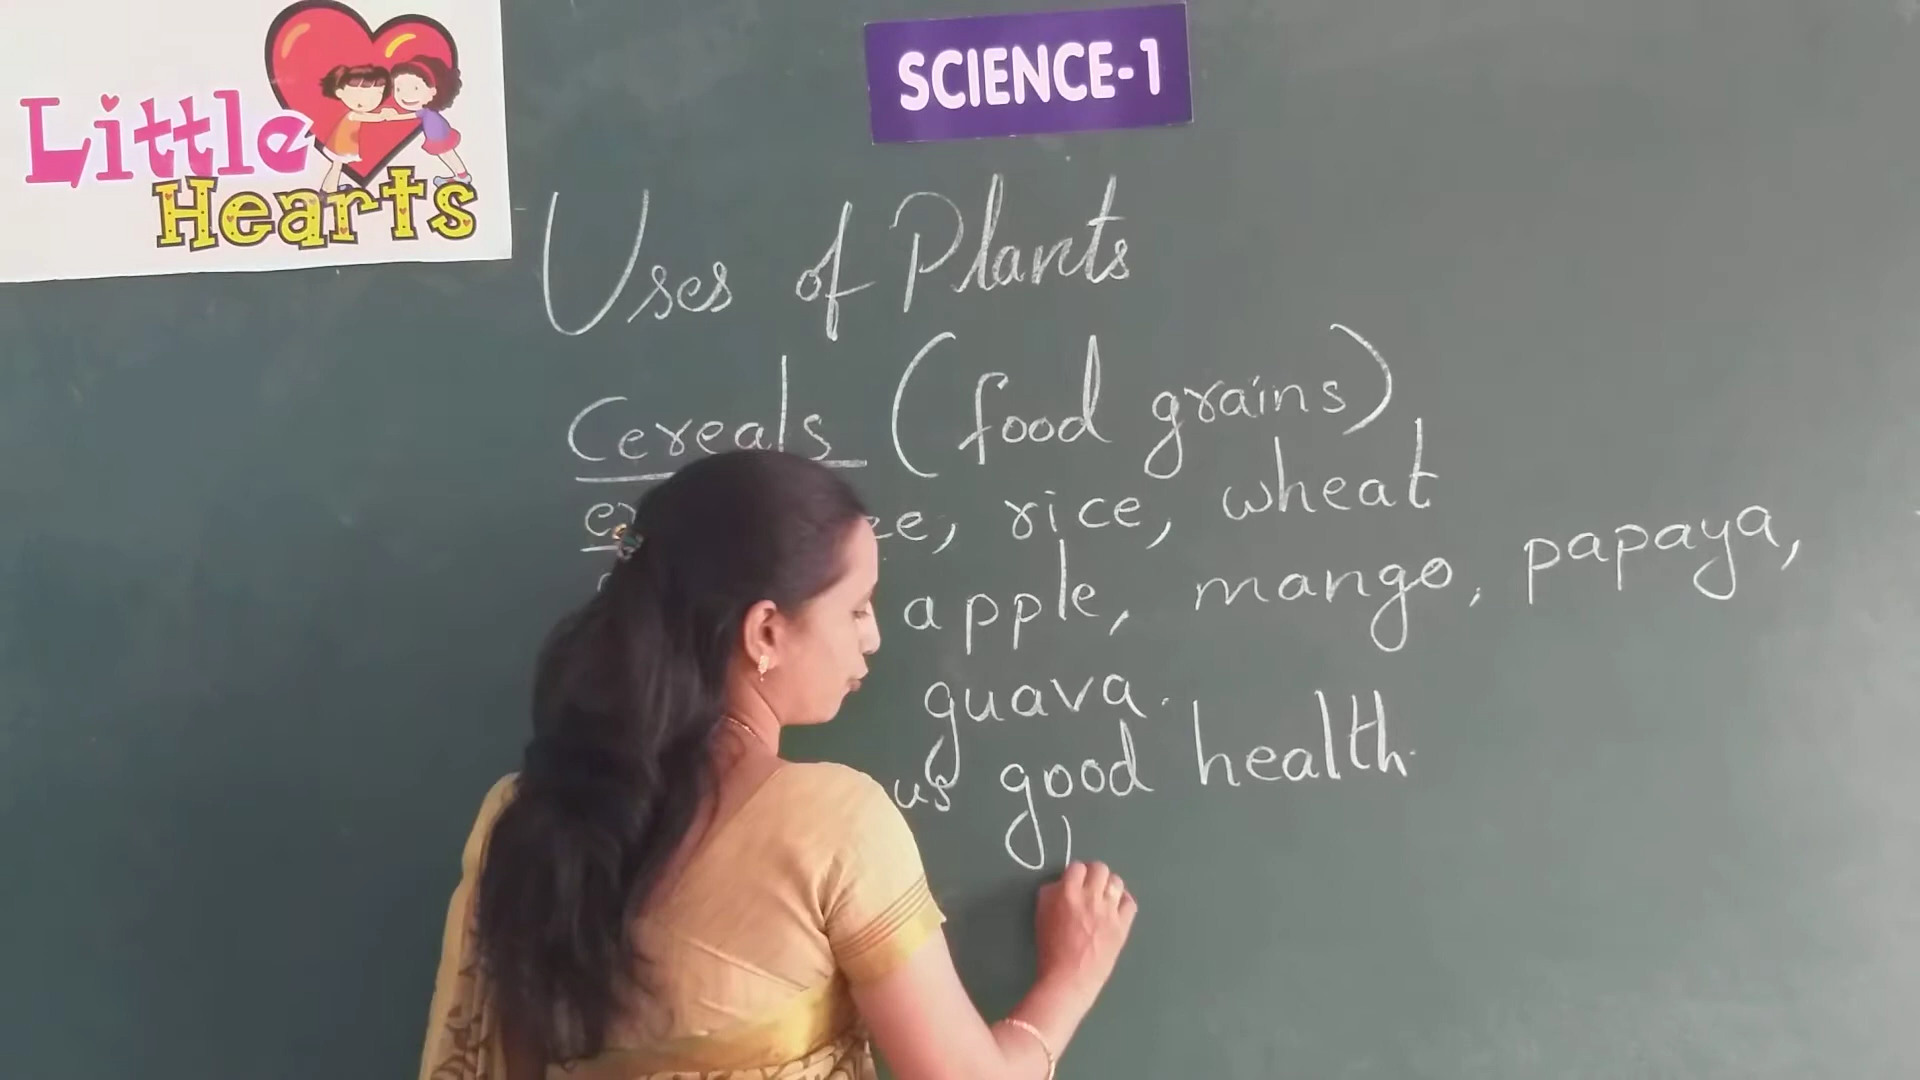 Little
Hearts
SCIENCE-1
Uses of Plants
Cereals (food grains)
rice, wheat
apple, mango, papaya,
guava.
us good health.